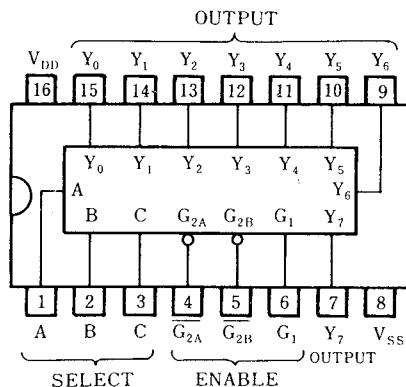 OUTPUT
V_DD Y_0 Y_1 Y_2 Y_3 Y_4 Y_5 Y_6
16 15 14 13 12 11 10 9
Y_0 Y_1 Y_2 Y_3 Y_4 Y_5
A Y_6
B C G_2A G_2B G_1 Y_7
1 2 3 4 5 6 7 8
A B C G̅_2A G̅_2B G_1 Y_7 V_SS
SELECT ENABLE OUTPUT